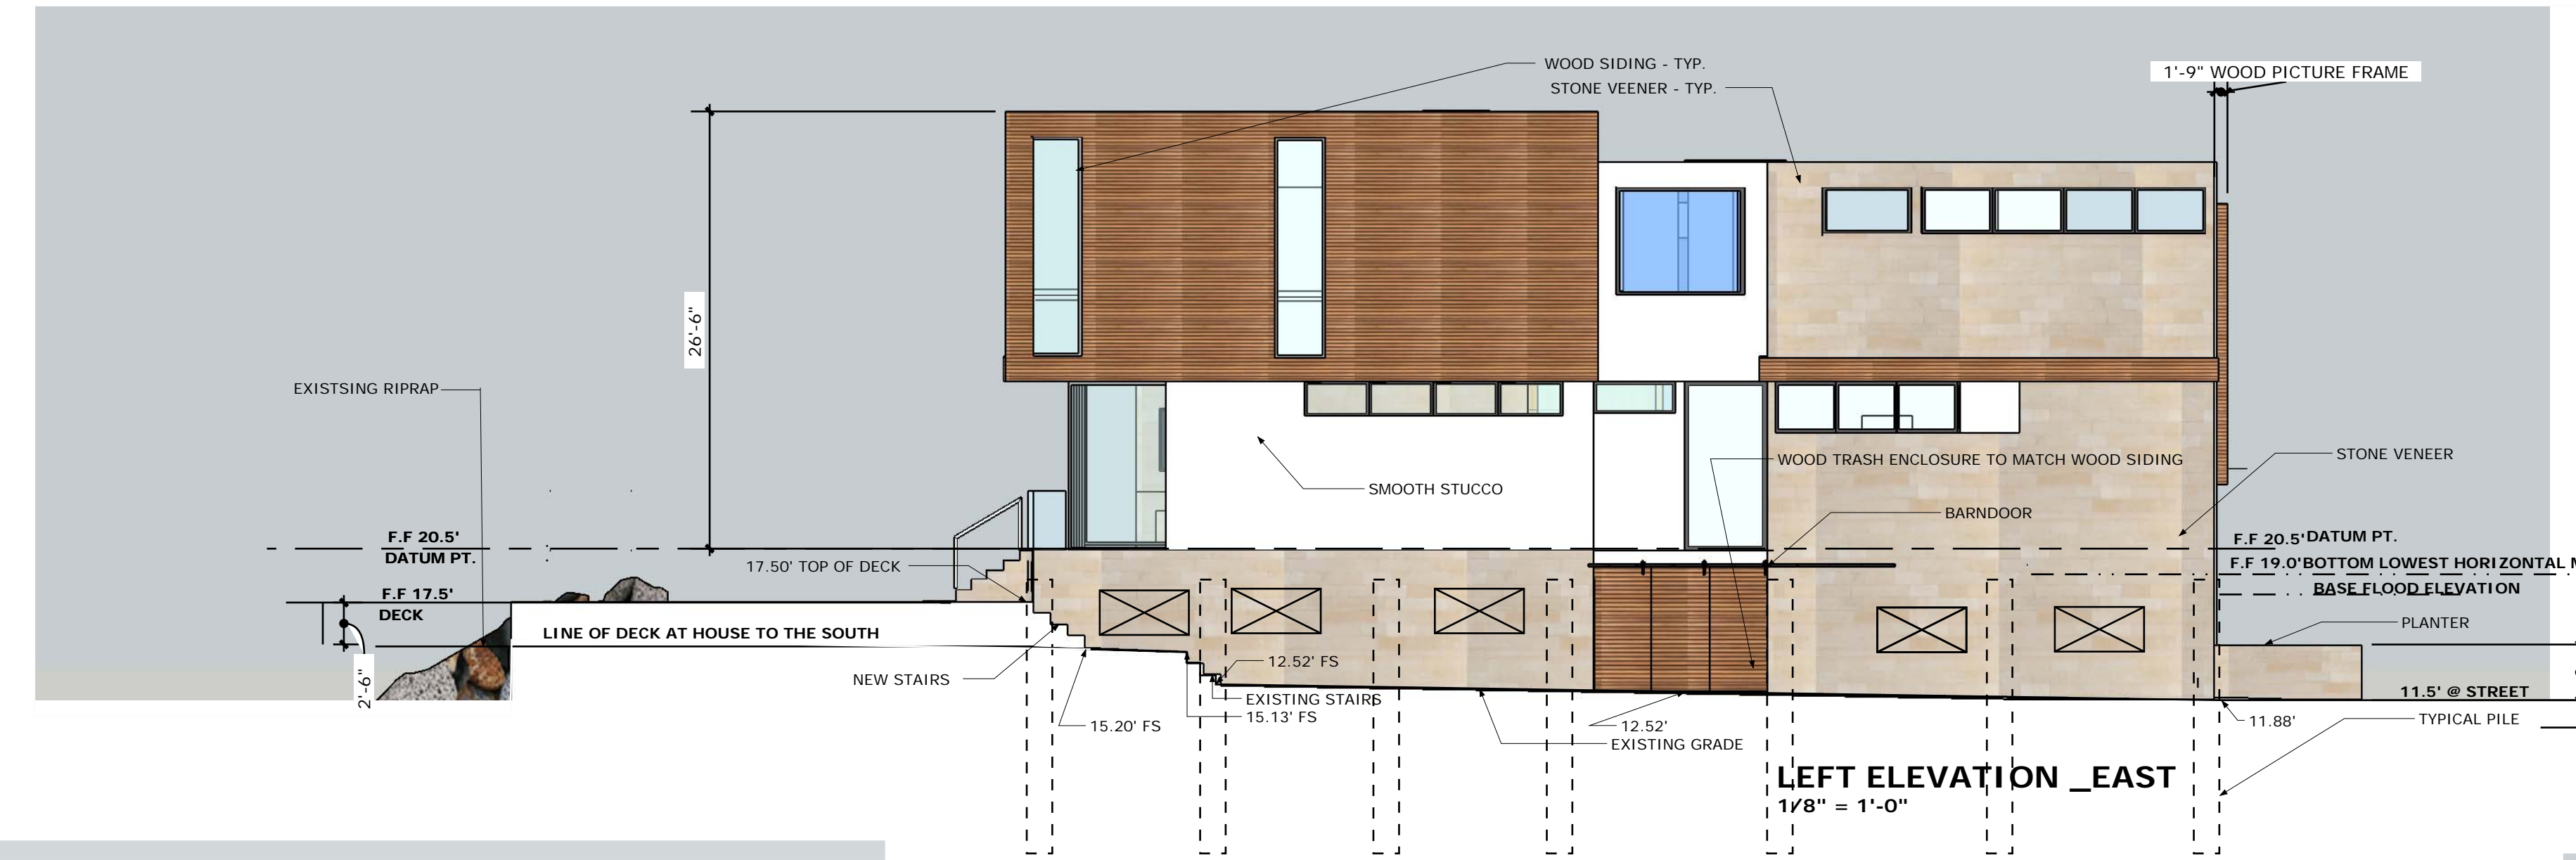 WOOD SIDING - TYP.
STONE VEENER - TYP.
1'-9" WOOD PICTURE FRAME
26'-6"
EXISTSING RIPRAP
SMOOTH STUCCO
WOOD TRASH ENCLOSURE TO MATCH WOOD SIDING
STONE VENEER
BARNDOOR
F.F 20.5'
DATUM PT.
17.50' TOP OF DECK
F.F 17.5'
DECK
LINE OF DECK AT HOUSE TO THE SOUTH
2'-6"
NEW STAIRS
15.20' FS
12.52' FS
EXISTING STAIRS
15.13' FS
12.52'
EXISTING GRADE
F.F 20.5' DATUM PT.
F.F 19.0' BOTTOM LOWEST HORIZONTAL
BASE FLOOD ELEVATION
PLANTER
11.5' @ STREET
11.88'
TYPICAL PILE
LEFT ELEVATION _EAST
1/8" = 1'-0"